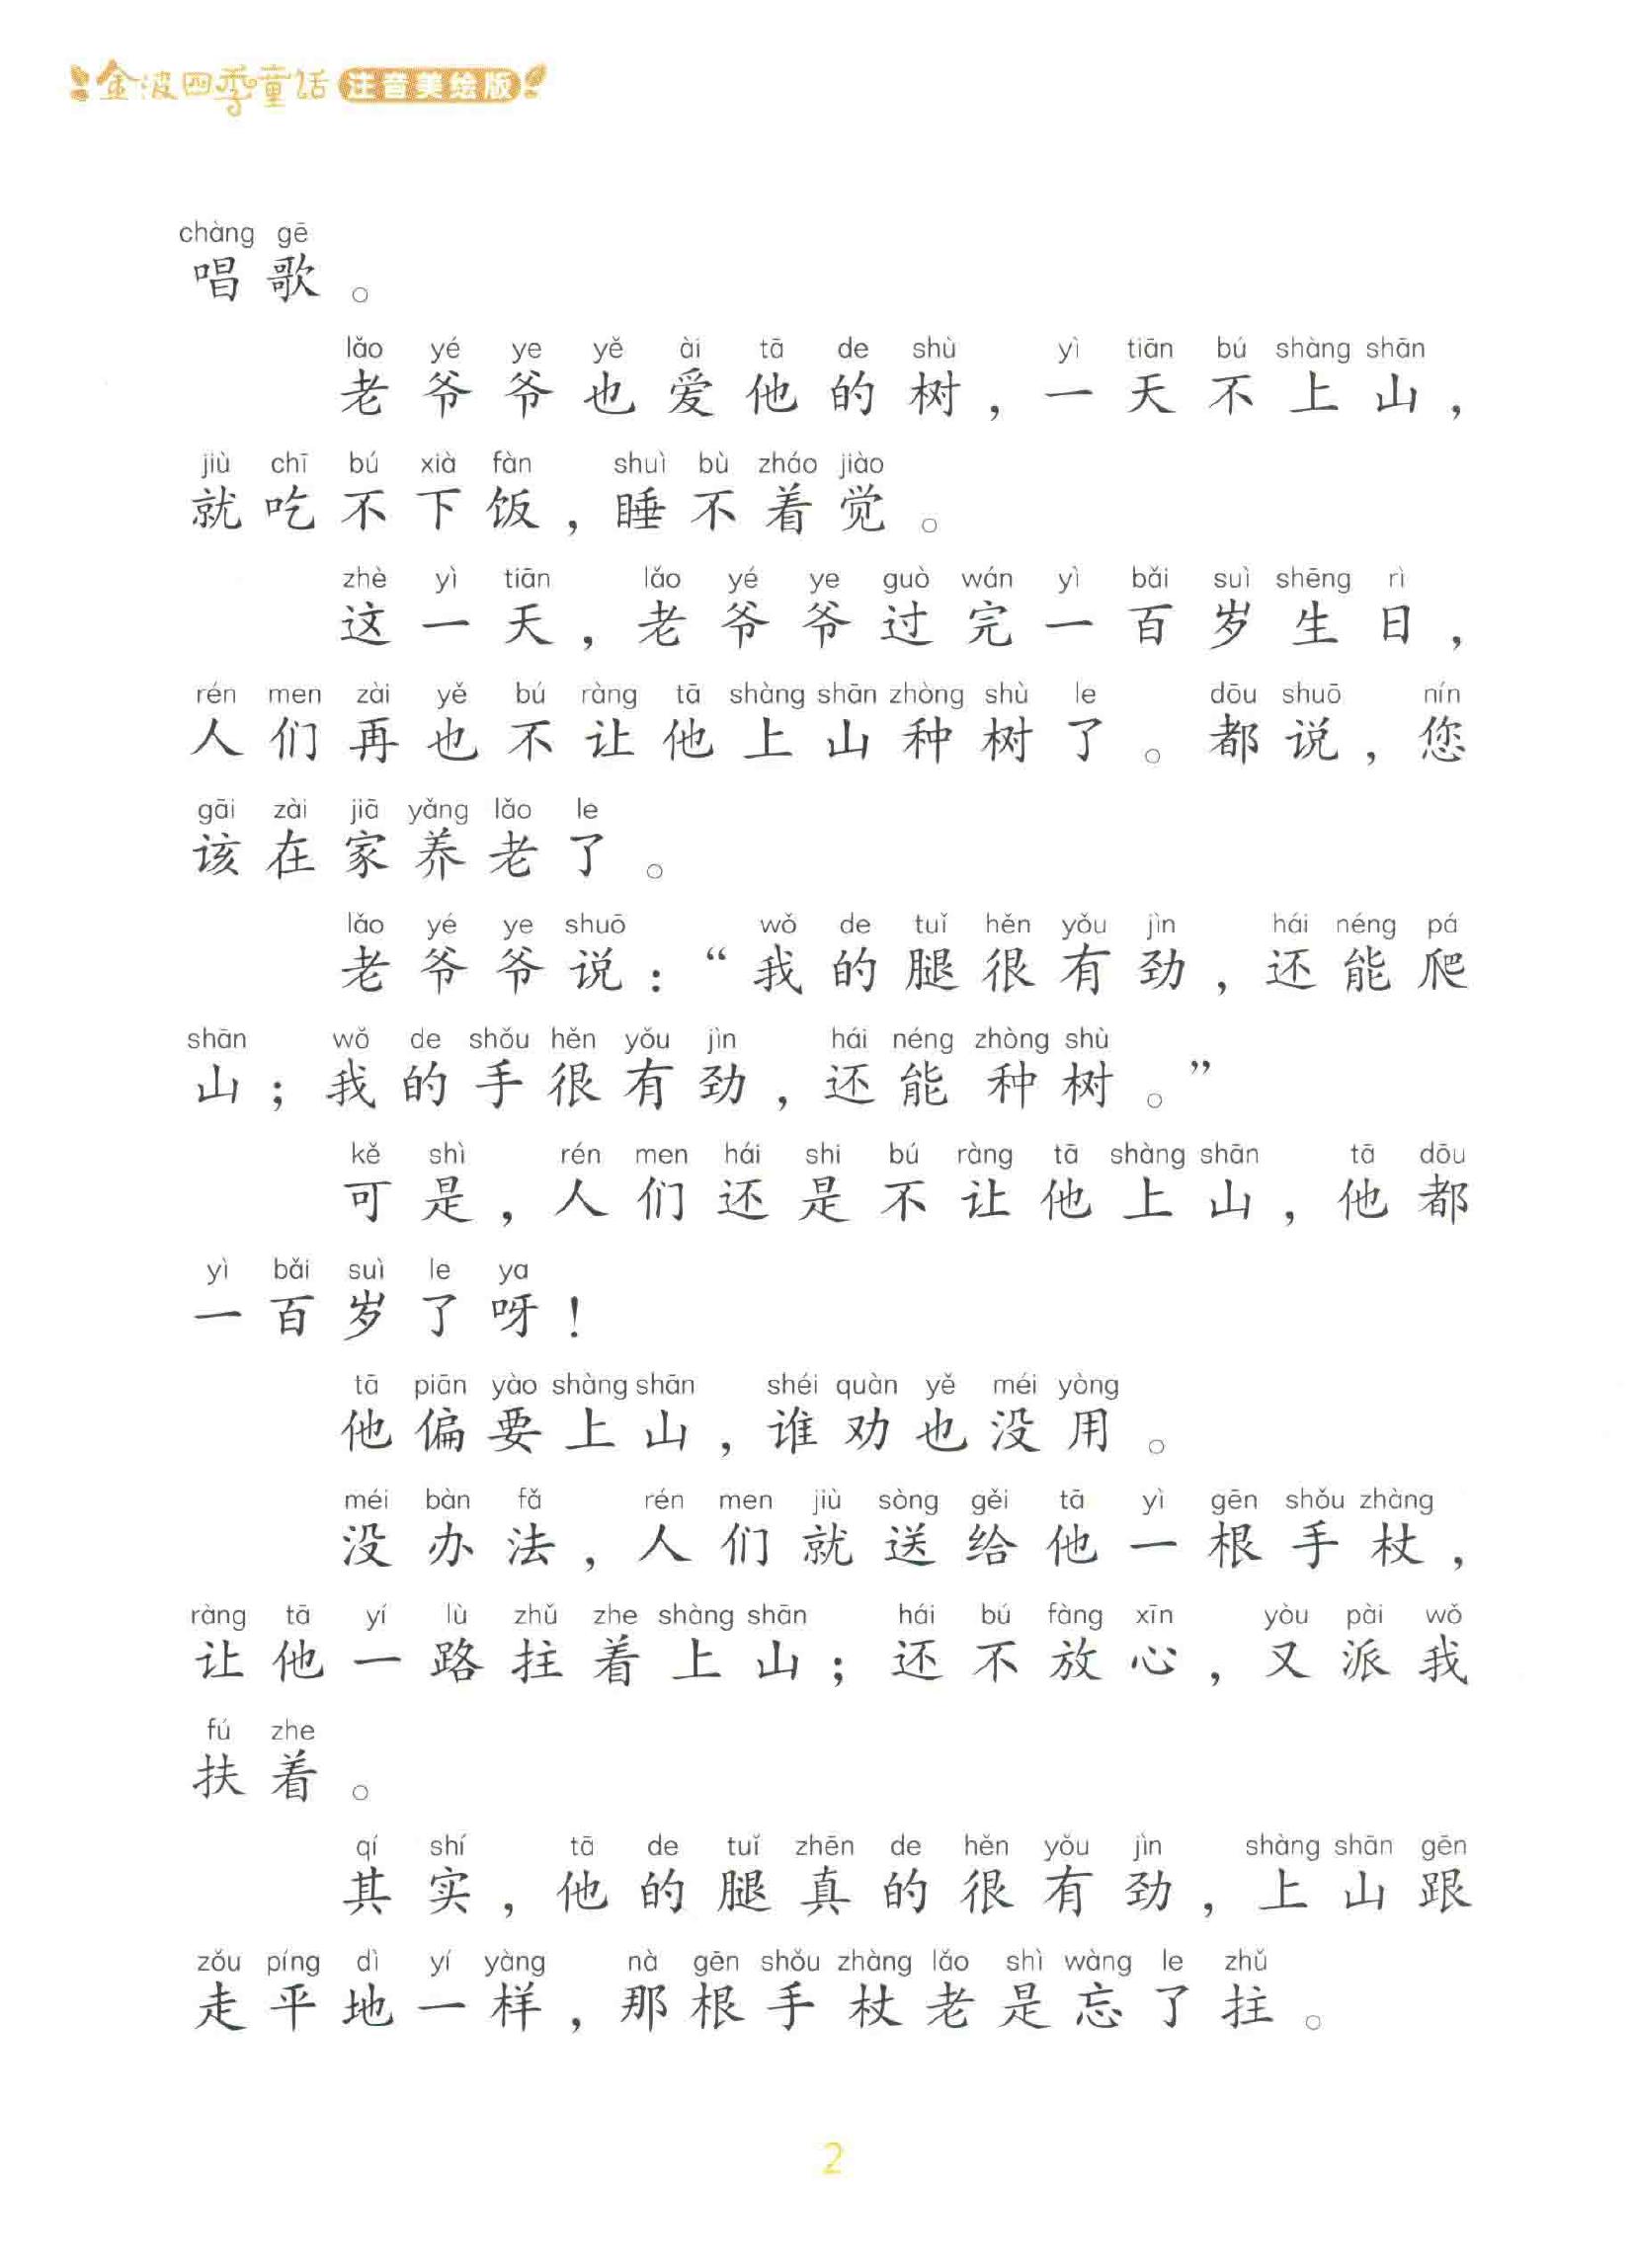 金波四季童话 注音美绘版
chàng gē
唱歌。
lǎo yé ye yě ài tā de shù yì tiān bú shàng shān
老爷爷也爱他的树，一天不上山，
jiù chī bú xià fàn shuì bù zháo jiào
就吃不下饭，睡不着觉。
zhè yì tiān lǎo yé ye guò wán yì bǎi suì shēng rì
这一天，老爷爷过完一百岁生日，
rén men zài yě bú ràng tā shàng shān zhòng shù le dōu shuō nín
人们再也不让他上山种树了。都说，您
gāi zài jiā yǎng lǎo le
该在家养老了。
lǎo yé ye shuō wǒ de tuǐ hěn yǒu jìn hái néng pá
老爷爷说：“我的腿很有劲，还能爬
shān wǒ de shǒu hěn yǒu jìn hái néng zhòng shù
山；我的手很有劲，还能种树。”
kě shì rén men hái shi bú ràng tā shàng shān tā dōu
可是，人们还是不让他上山，他都
yì bǎi suì le ya
一百岁了呀！
tā piān yào shàng shān shéi quàn yě méi yòng
他偏要上山，谁劝也没用。
méi bàn fǎ rén men jiù sòng gěi tā yì gēn shǒu zhàng
没办法，人们就送给他一根手杖，
ràng tā yí lù zhǔ zhe shàng shān hái bú fàng xīn yòu pài wǒ
让他一路拄着上山；还不放心，又派我
fú zhe
扶着。
qí shí tā de tuǐ zhēn de hěn yǒu jìn shàng shān gēn
其实，他的腿真的很有劲，上山跟
zǒu píng dì yí yàng nà gēn shǒu zhàng lǎo shì wàng le zhǔ
走平地一样，那根手杖老是忘了拄。
2